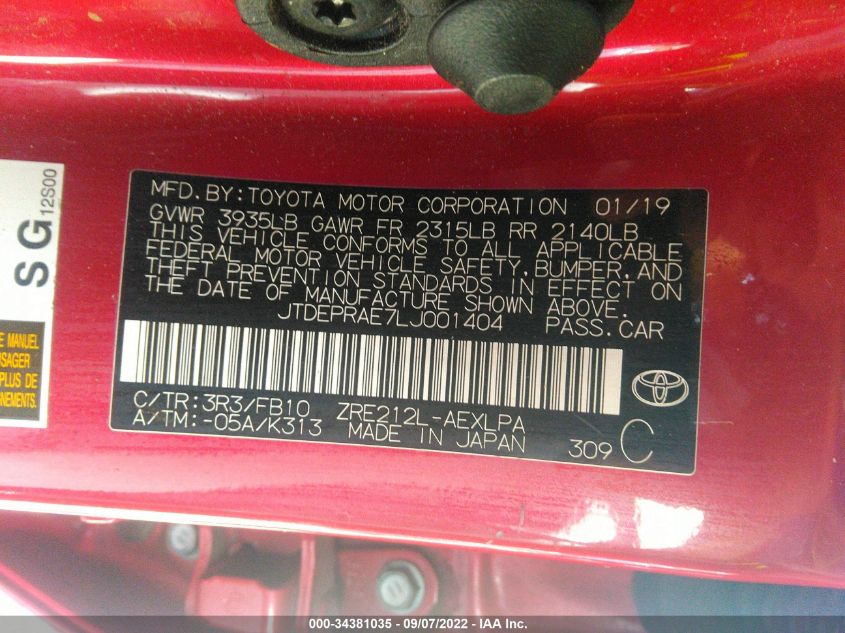 MFD. BY: TOYOTA MOTOR CORPORATION 01/19
GVWR 3935LB GAWR FR 2315LB RR 2140LB
THIS VEHICLE CONFORMS TO ALL APPLICABLE
FEDERAL MOTOR VEHICLE SAFETY, BUMPER, AND
THEFT PREVENTION STANDARDS IN EFFECT ON
THE DATE OF MANUFACTURE SHOWN ABOVE.
JTDEPRAE7LJ001404 PASS. CAR
C/TR: 3R3/FB10 ZRE212L-AEXLPA
A/TM: -05A/K313 MADE IN JAPAN 309 C
SG
12S00
E MANUEL
USAGER
PLUS DE
GNEMENTS.
000-34381035 - 09/07/2022 - IAA Inc.